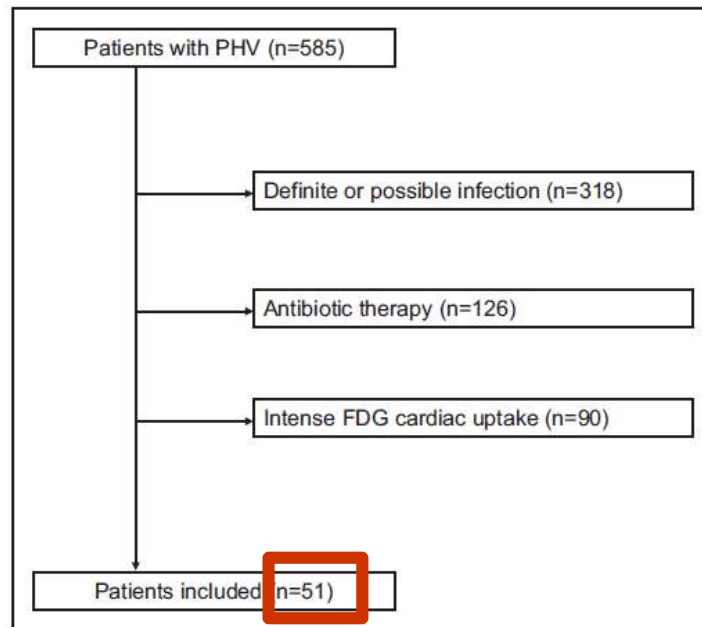 Patients with PHV (n=585)
Definite or possible infection (n=318)
Antibiotic therapy (n=126)
Intense FDG cardiac uptake (n=90)
Patients included (n=51)